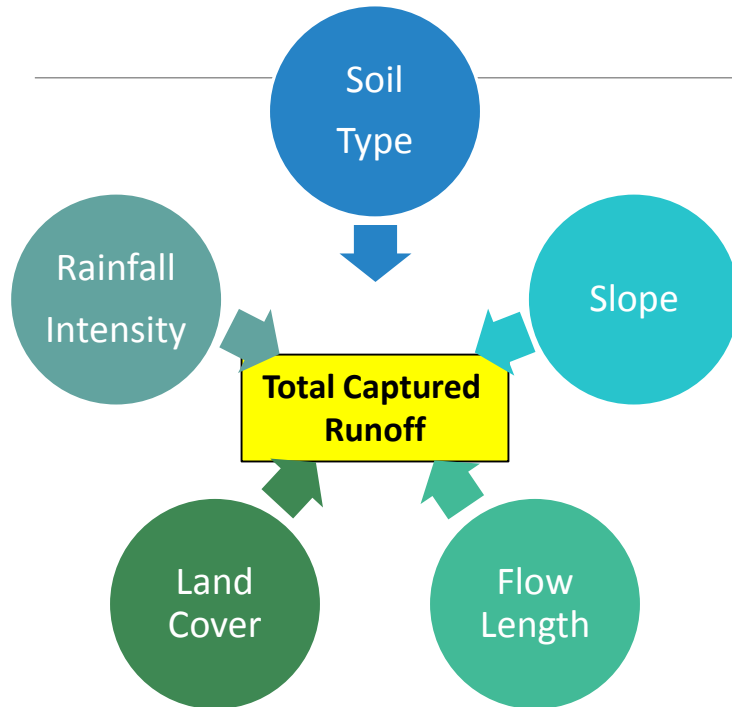 Soil
Type
Rainfall
Intensity
Slope
Total Captured
Runoff
Land
Cover
Flow
Length